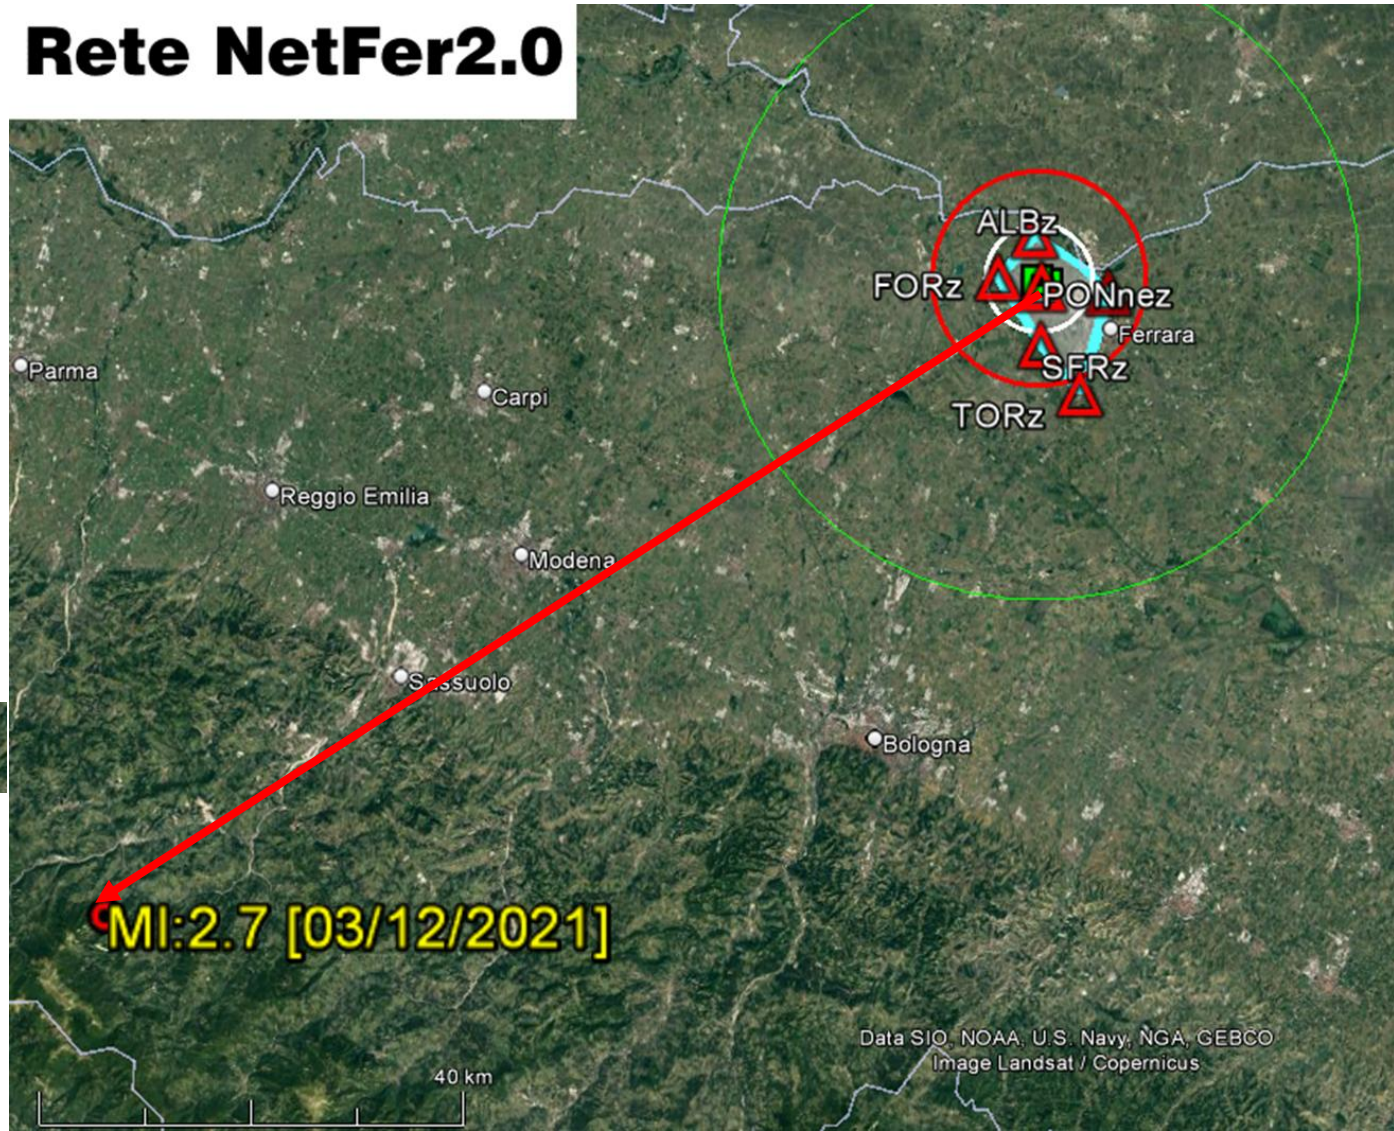 Rete NetFer2.0
ALBz
FORz
PONnez
Ferrara
SFRz
TORz
Parma
Carpi
Reggio Emilia
Modena
Sassuolo
Bologna
Ml:2.7 [03/12/2021]
Data SIO, NOAA, U.S. Navy, NGA, GEBCO
Image Landsat / Copernicus
40 km